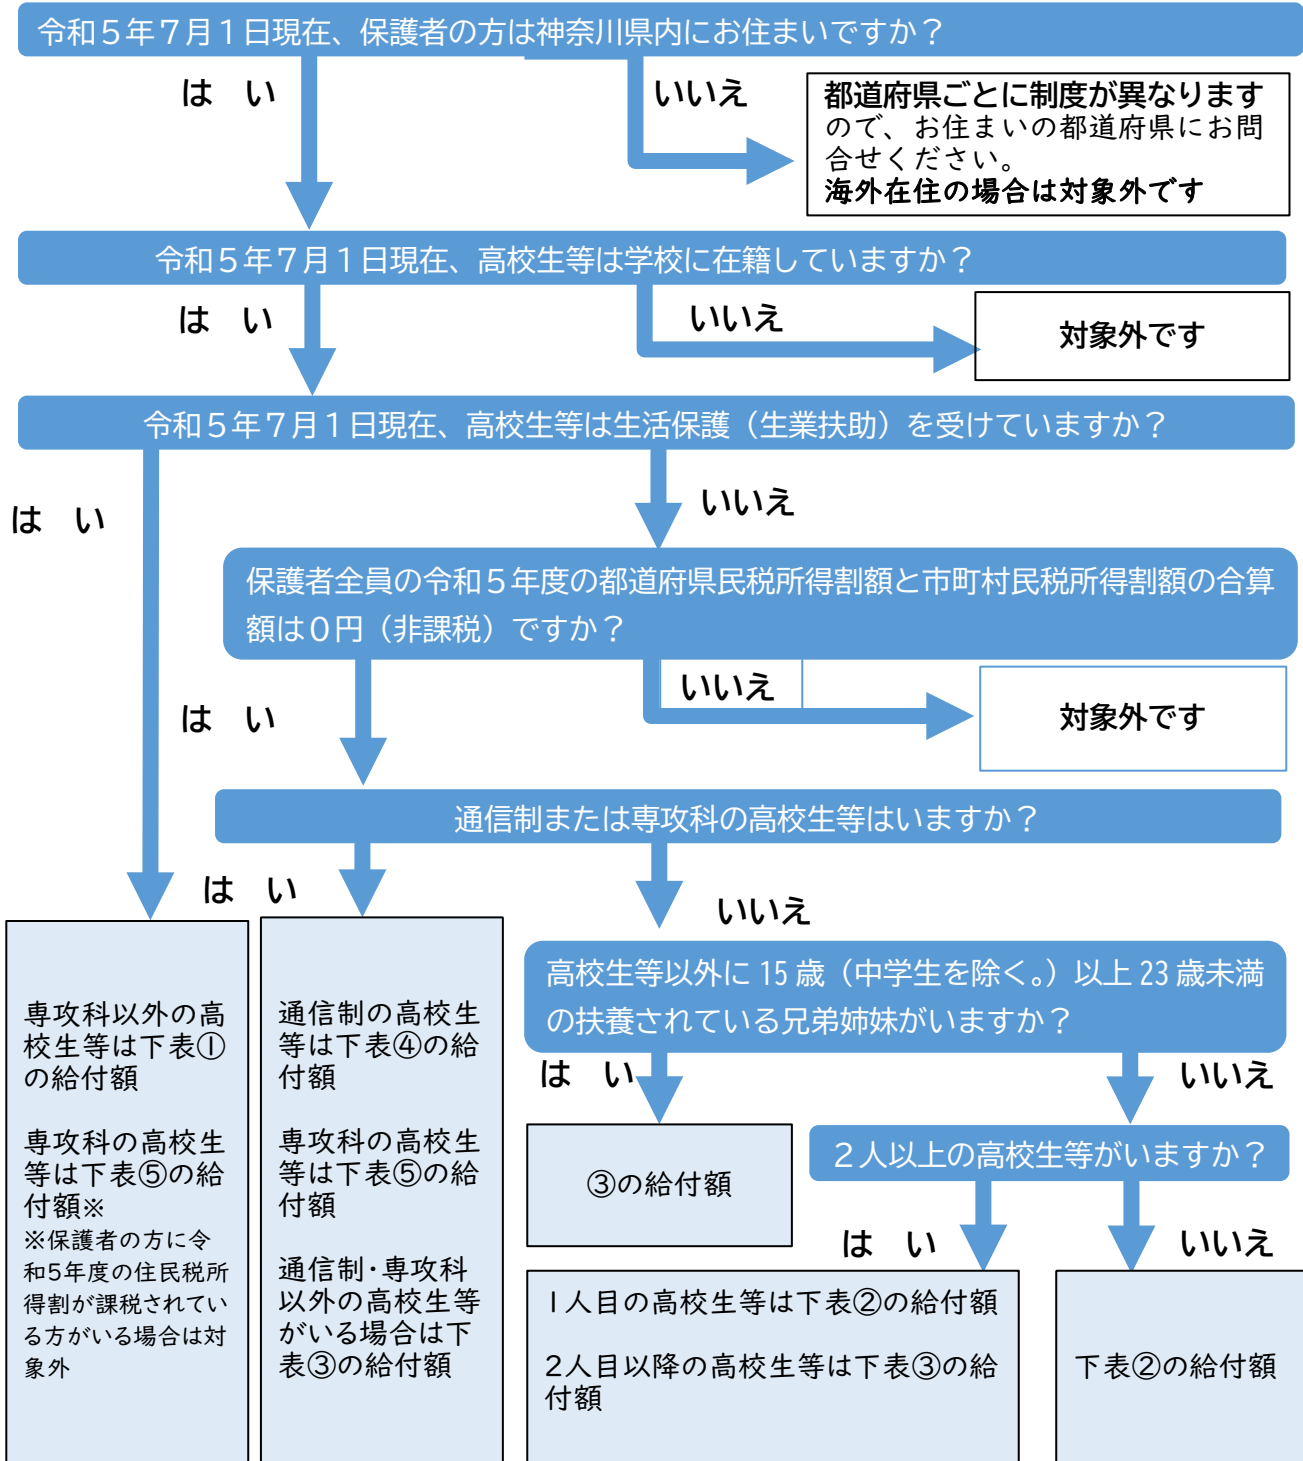 令和５年７月１日現在、保護者の方は神奈川県内にお住まいですか？
は　い
いいえ
都道府県ごとに制度が異なります
ので、お住まいの都道府県にお問
合せください。
海外在住の場合は対象外です
令和５年７月１日現在、高校生等は学校に在籍していますか？
は　い
いいえ
対象外です
令和５年７月１日現在、高校生等は生活保護（生業扶助）を受けていますか？
は　い
いいえ
保護者全員の令和５年度の都道府県民税所得割額と市町村民税所得割額の合算
額は０円（非課税）ですか？
は　い
いいえ
対象外です
通信制または専攻科の高校生等はいますか？
は　い
いいえ
専攻科以外の高
校生等は下表①
の給付額
専攻科の高校生
等は下表⑤の給
付額※
※保護者の方に令
和5年度の住民税所
得割が課税されてい
る方がいる場合は対
象外
通信制の高校生
等は下表④の給
付額
専攻科の高校生
等は下表⑤の給
付額
通信制・専攻科
以外の高校生等
がいる場合は下
表③の給付額
高校生等以外に 15 歳（中学生を除く。）以上 23 歳未満
の扶養されている兄弟姉妹がいますか？
は　い
いいえ
③の給付額
２人以上の高校生等がいますか？
は　い
いいえ
1人目の高校生等は下表②の給付額
2人目以降の高校生等は下表③の給
付額
下表②の給付額